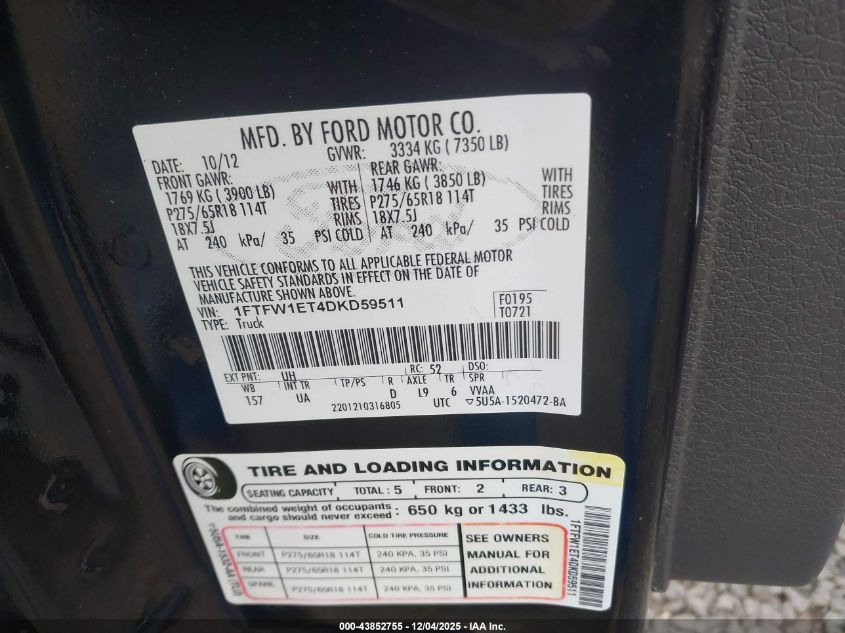 MFD. BY FORD MOTOR CO.
DATE: 10/12 GVWR: 3334 KG ( 7350 LB)
FRONT GAWR: REAR GAWR:
1769 KG ( 3900 LB) WITH 1746 KG ( 3850 LB) WITH
P275/65R18 114T TIRES P275/65R18 114T TIRES
18X7.5J RIMS 18X7.5J RIMS
AT 240 kPa/ 35 PSI COLD AT 240 kPa/ 35 PSI COLD
THIS VEHICLE CONFORMS TO ALL APPLICABLE FEDERAL MOTOR
VEHICLE SAFETY STANDARDS IN EFFECT ON THE DATE OF
MANUFACTURE SHOWN ABOVE.
VIN: 1FTFW1ET4DKD59511 F0195
TYPE: Truck T0721
EXT PNT: UH RC: 52 DSO:
WB INT TR TP/PS R AXLE TR SPR
157 UA D L9 6 VVAA
2201210316805 UTC ▽5U5A-1520472-BA
TIRE AND LOADING INFORMATION
SEATING CAPACITY TOTAL : 5 FRONT: 2 REAR: 3
The combined weight of occupants
and cargo should never exceed : 650 kg or 1433 lbs.
TIRE SIZE COLD TIRE PRESSURE
FRONT P275/65R18 114T 240 KPA, 35 PSI
REAR P275/65R18 114T 240 KPA, 35 PSI
SPARE P275/65R18 114T 240 KPA, 35 PSI
SEE OWNERS
MANUAL FOR
ADDITIONAL
INFORMATION
1FTFW1ET4DKD59511
000-43852755 - 12/04/2025 - IAA Inc.